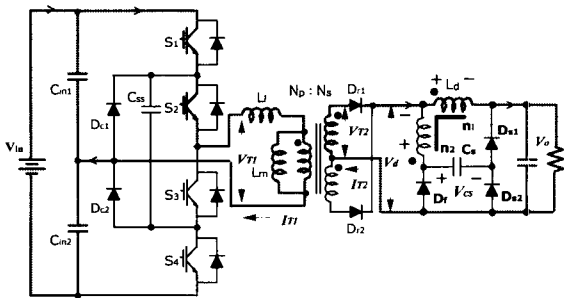 Vin
Cin1
Cin2
Dc1
Dc2
Css
S1
S2
S3
S4
Ll
Lm
VT1
IT1
Np : Ns
Dr1
Dr2
VT2
IT2
+
Ld
−
−
+
Vd
n1
n2
Cs
+
VCS
−
Df
Ds1
Ds2
Vo